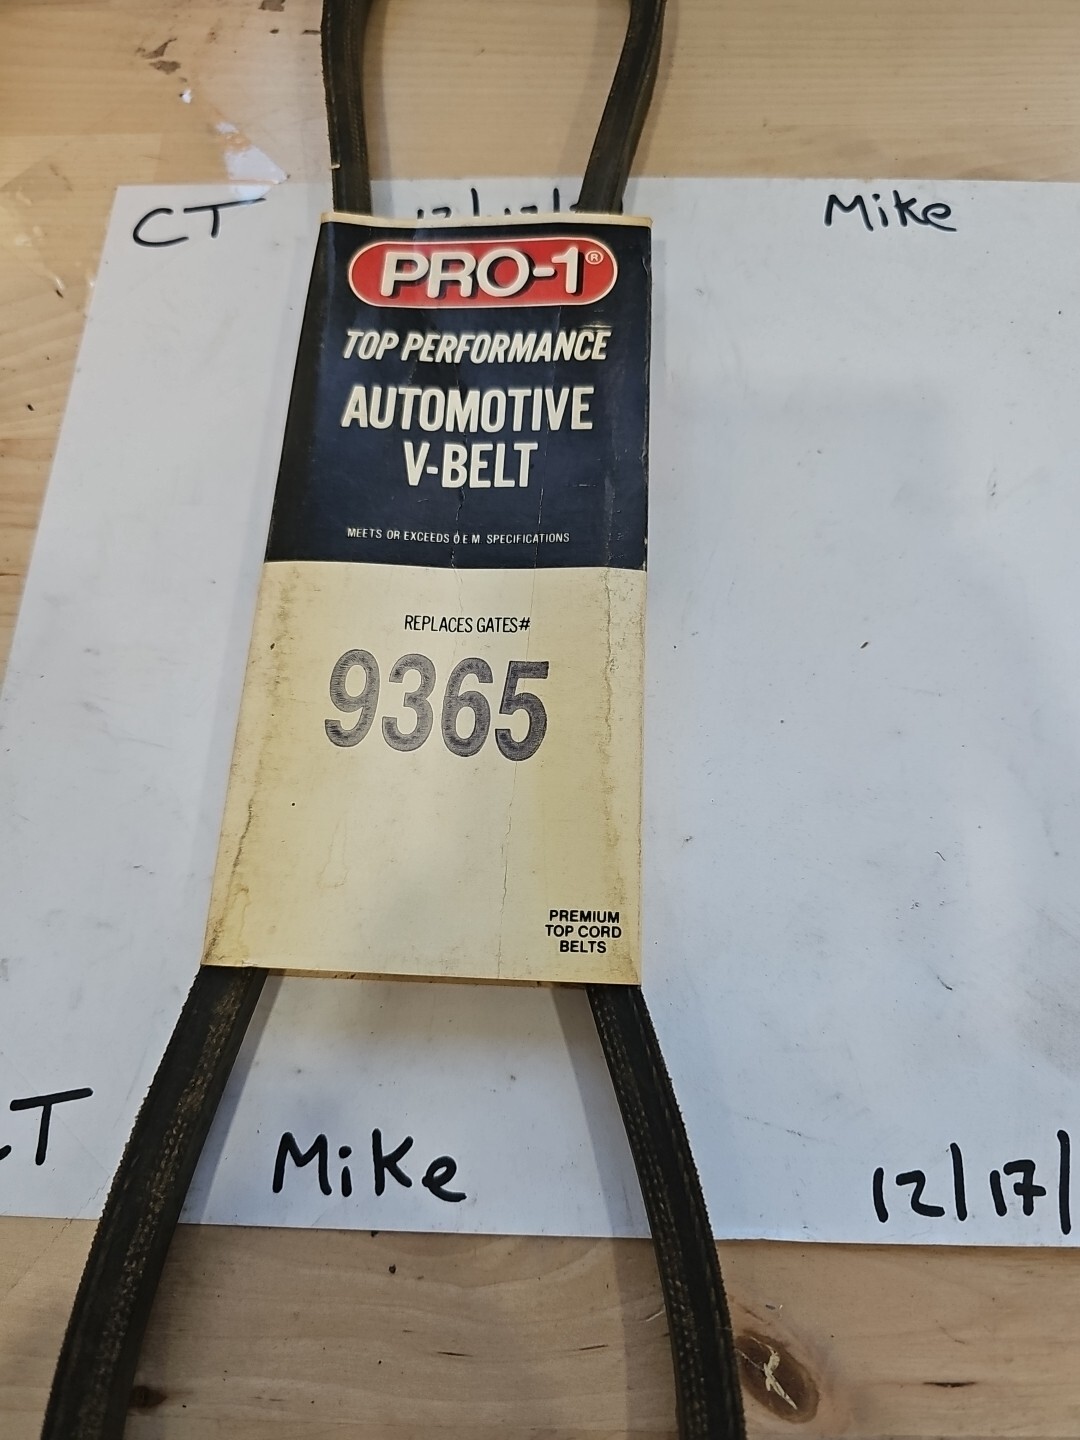 CT
Mike
PRO-1®
TOP PERFORMANCE
AUTOMOTIVE
V-BELT
MEETS OR EXCEEDS O E M SPECIFICATIONS
REPLACES GATES#
9365
PREMIUM
TOP CORD
BELTS
CT
Mike
12/17/